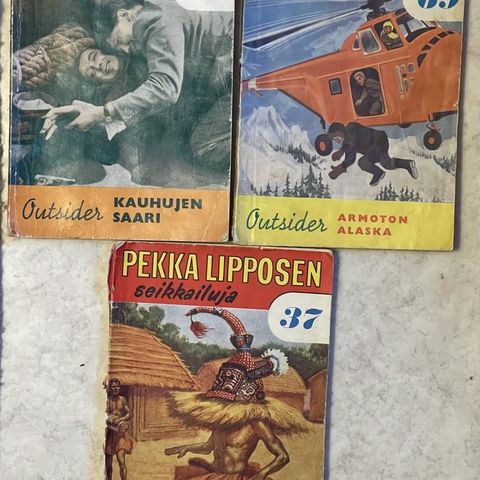 Outsider
KAUHUJEN
SAARI
Outsider
ARMOTON
ALASKA
PEKKA LIPPOSEN
seikkailuja
37